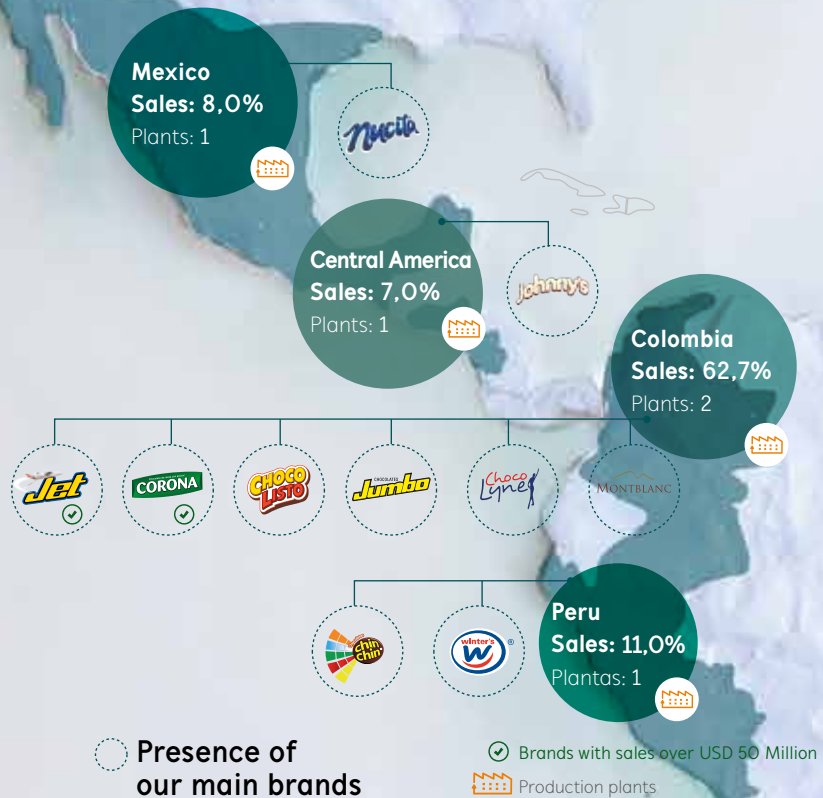 Mexico
Sales: 8,0%
Plants: 1
Nucita
Central America
Sales: 7,0%
Plants: 1
Johnny's
Colombia
Sales: 62,7%
Plants: 2
Jet
CORONA
CHOCO
LISTO
CHOCOLATES
Jumbo
Choco
Lyne
MONTBLANC
Peru
Sales: 11,0%
Plantas: 1
chin
chin
winter's
W
®
Presence of
our main brands
Brands with sales over USD 50 Million
Production plants